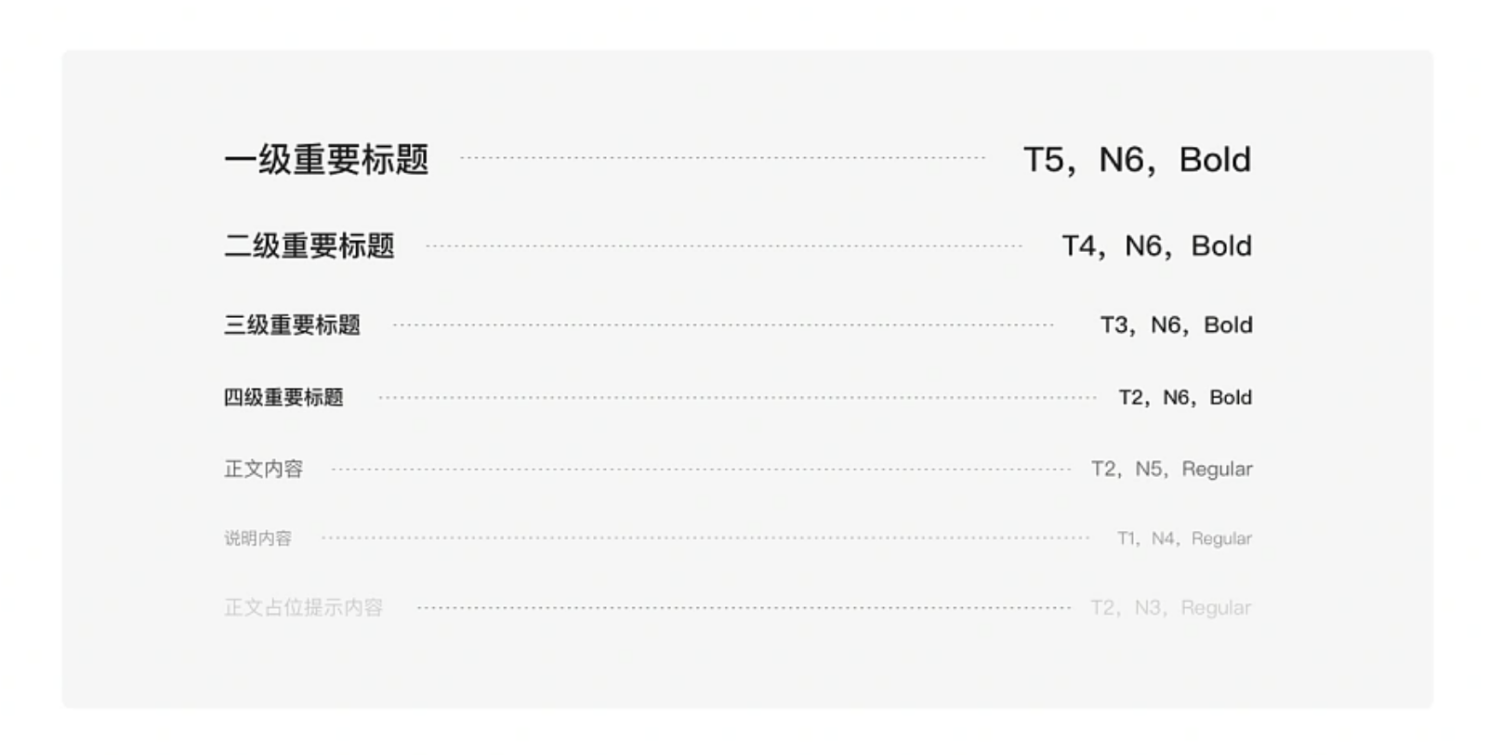 一级重要标题 T5，N6，Bold
二级重要标题 T4，N6，Bold
三级重要标题 T3，N6，Bold
四级重要标题 T2，N6，Bold
正文内容 T2，N5，Regular
说明内容 T1，N4，Regular
正文占位提示内容 T2，N3，Regular